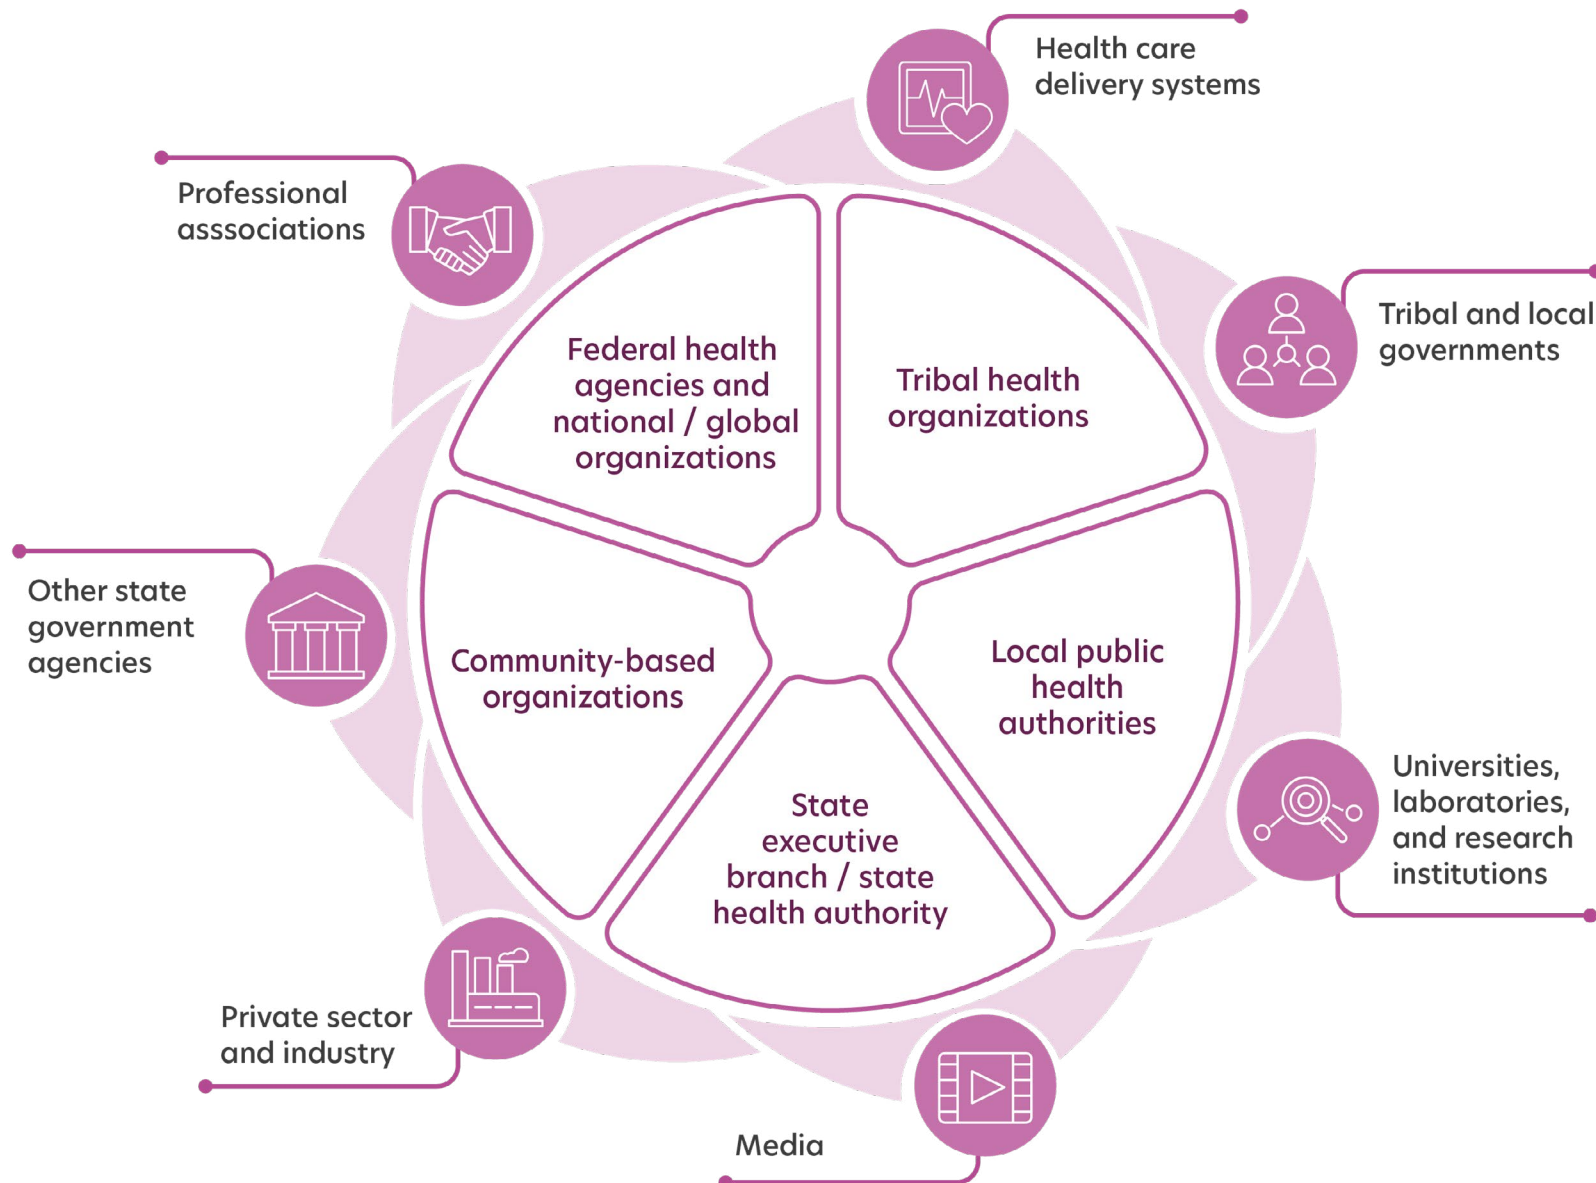 Health care
delivery systems
Professional
asssociations
Tribal and local
governments
Federal health
agencies and
national / global
organizations
Tribal health
organizations
Other state
government
agencies
Community-based
organizations
Local public
health
authorities
State
executive
branch / state
health authority
Universities,
laboratories,
and research
institutions
Private sector
and industry
Media